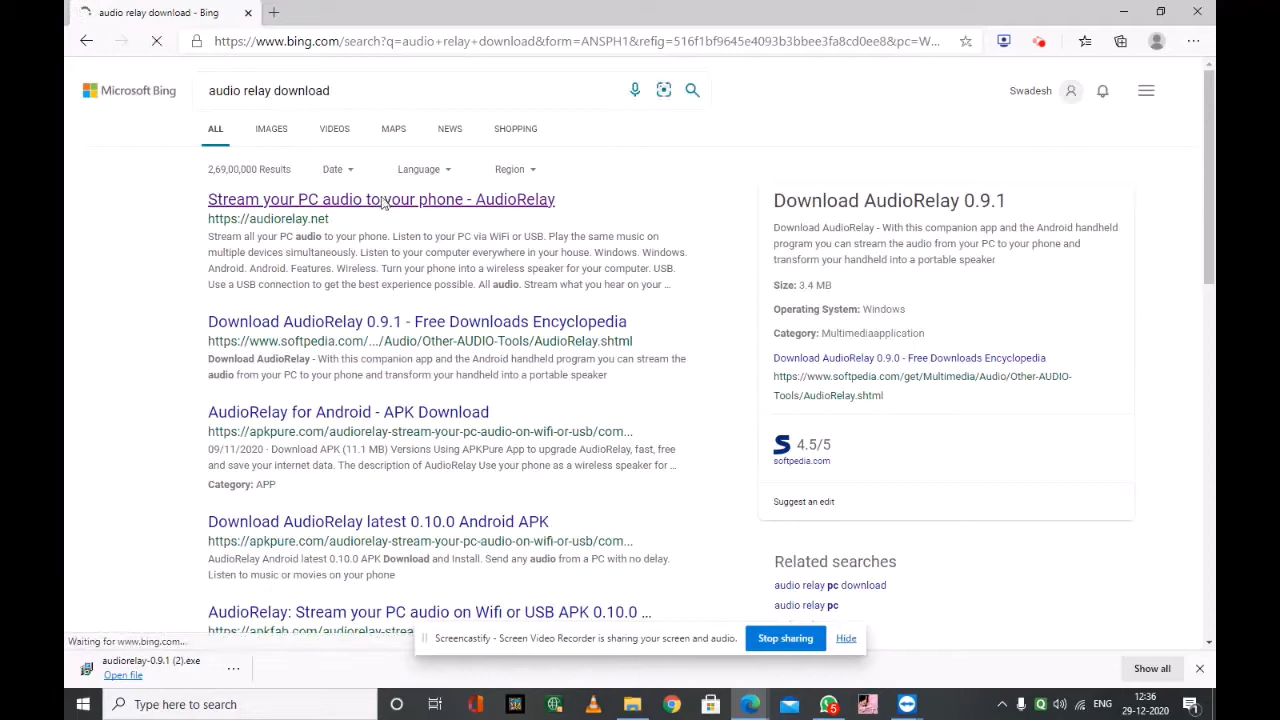 audio relay download - Bing
https://www.bing.com/search?q=audio+relay+download&form=ANSPH1&refig=516f1bf9645e4093b3bbee3fa8cd0ee8&pc=W...
Microsoft Bing
audio relay download
Swadesh
ALL IMAGES VIDEOS MAPS NEWS SHOPPING
2,69,00,000 Results Date Language Region
Stream your PC audio to your phone - AudioRelay
https://audiorelay.net
Stream all your PC audio to your phone. Listen to your PC via WiFi or USB. Play the same music on
multiple devices simultaneously. Listen to your computer everywhere in your house. Windows. Windows.
Android. Android. Features. Wireless. Turn your phone into a wireless speaker for your computer. USB.
Use a USB connection to get the best experience possible. All audio. Stream what you hear on your ...
Download AudioRelay 0.9.1 - Free Downloads Encyclopedia
https://www.softpedia.com/.../Audio/Other-AUDIO-Tools/AudioRelay.shtml
Download AudioRelay - With this companion app and the Android handheld program you can stream the
audio from your PC to your phone and transform your handheld into a portable speaker
AudioRelay for Android - APK Download
https://apkpure.com/audiorelay-stream-your-pc-audio-on-wifi-or-usb/com...
09/11/2020 · Download APK (11.1 MB) Versions Using APKPure App to upgrade AudioRelay, fast, free
and save your internet data. The description of AudioRelay Use your phone as a wireless speaker for ...
Category: APP
Download AudioRelay latest 0.10.0 Android APK
https://apkpure.com/audiorelay-stream-your-pc-audio-on-wifi-or-usb/com...
AudioRelay Android latest 0.10.0 APK Download and Install. Send any audio from a PC with no delay.
Listen to music or movies on your phone
AudioRelay: Stream your PC audio on Wifi or USB APK 0.10.0 ...
https://apkfab.com/audiorelay-strea
Download AudioRelay 0.9.1
Download AudioRelay - With this companion app and the Android handheld
program you can stream the audio from your PC to your phone and
transform your handheld into a portable speaker
Size: 3.4 MB
Operating System: Windows
Category: Multimediaapplication
Download AudioRelay 0.9.0 - Free Downloads Encyclopedia
https://www.softpedia.com/get/Multimedia/Audio/Other-AUDIO-
Tools/AudioRelay.shtml
S 4.5/5
softpedia.com
Suggest an edit
Related searches
audio relay pc download
audio relay pc
Screencastify - Screen Video Recorder is sharing your screen and audio. Stop sharing Hide
Waiting for www.bing.com...
audiorelay-0.9.1 (2).exe
Open file
Show all
Type here to search
5
ENG
12:36
29-12-2020
1